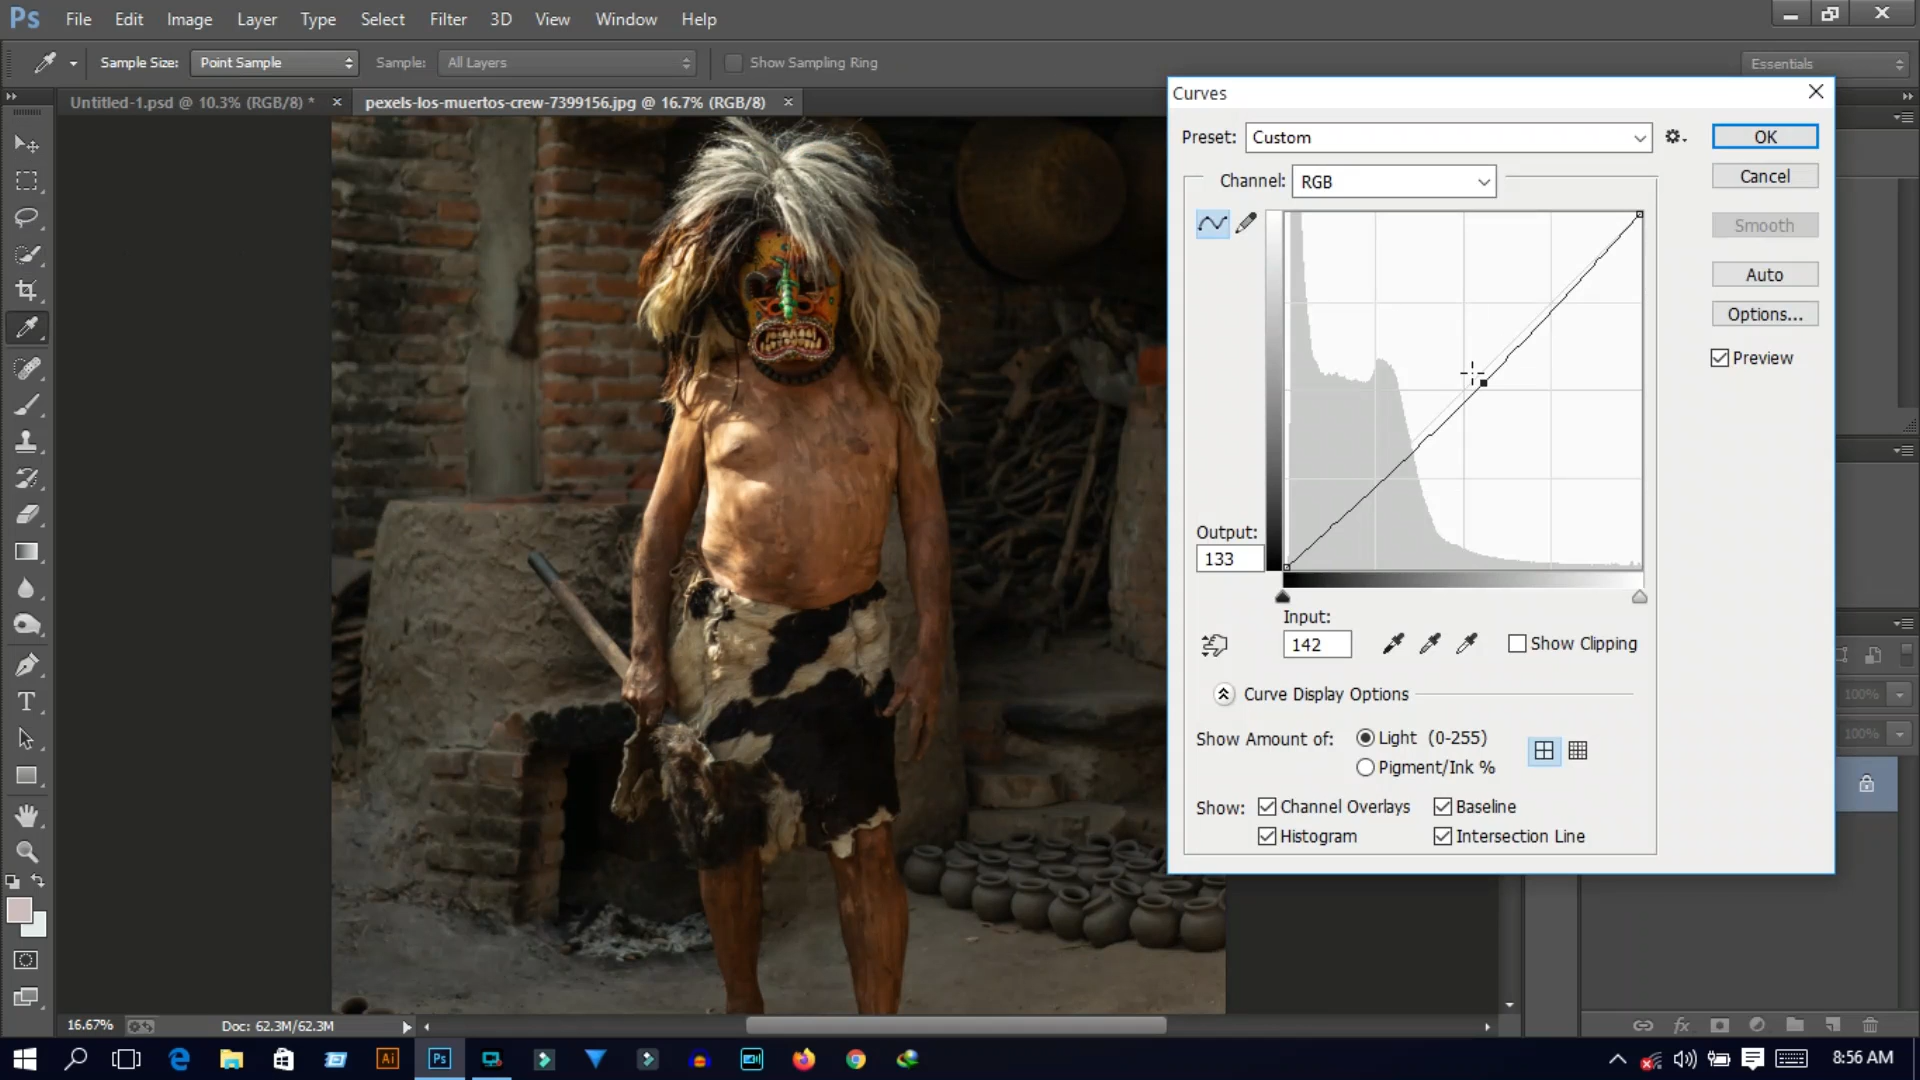 Ps File Edit Image Layer Type Select Filter 3D View Window Help
Sample Size: Point Sample Sample: All Layers Show Sampling Ring Essentials
Untitled-1.psd @ 10.3% (RGB/8) * × pexels-los-muertos-crew-7399156.jpg @ 16.7% (RGB/8) ×
Curves
Preset: Custom OK
Channel: RGB Cancel
Smooth
Auto
Options...
Preview
Output:
133
Input:
142 Show Clipping
Curve Display Options
Show Amount of: Light (0-255)
Pigment/Ink %
Show: Channel Overlays Baseline
Histogram Intersection Line
100%
100%
T
16.67% Doc: 62.3M/62.3M
fx
Ai Ps 8:56 AM